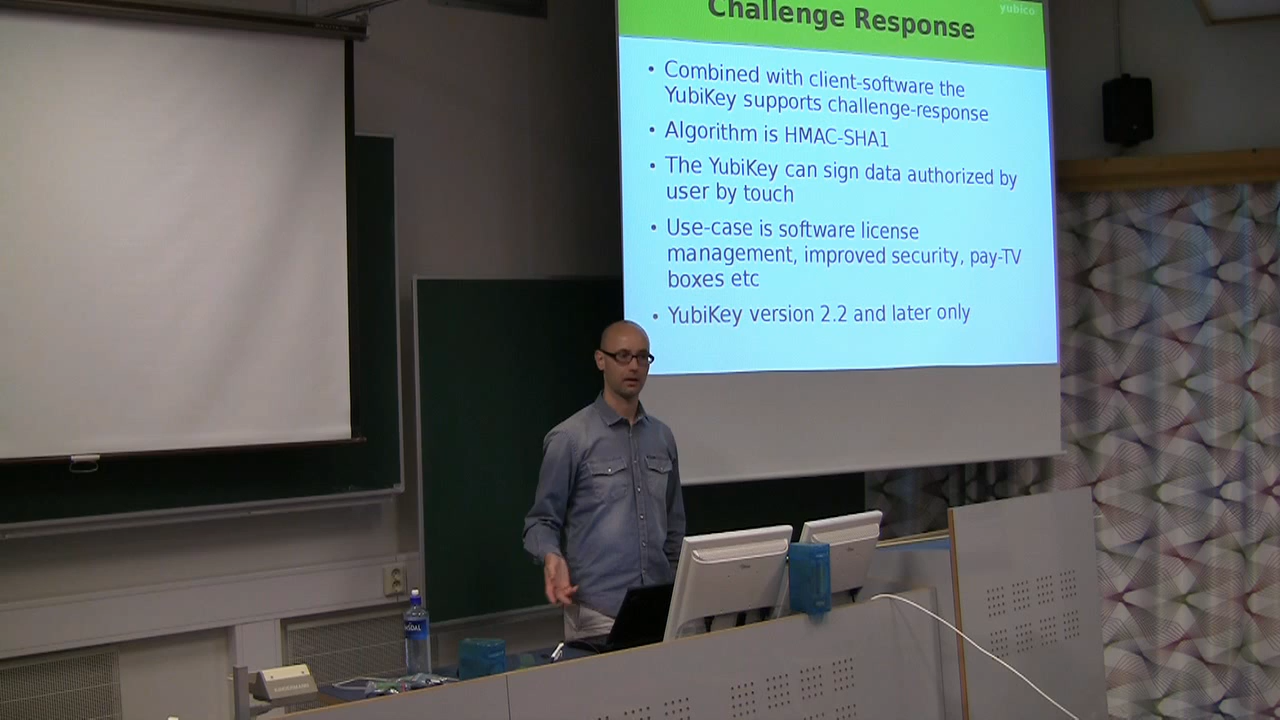 Challenge Response
yubico
• Combined with client-software the
YubiKey supports challenge-response
• Algorithm is HMAC-SHA1
• The YubiKey can sign data authorized by
user by touch
• Use-case is software license
management, improved security, pay-TV
boxes etc
• YubiKey version 2.2 and later only